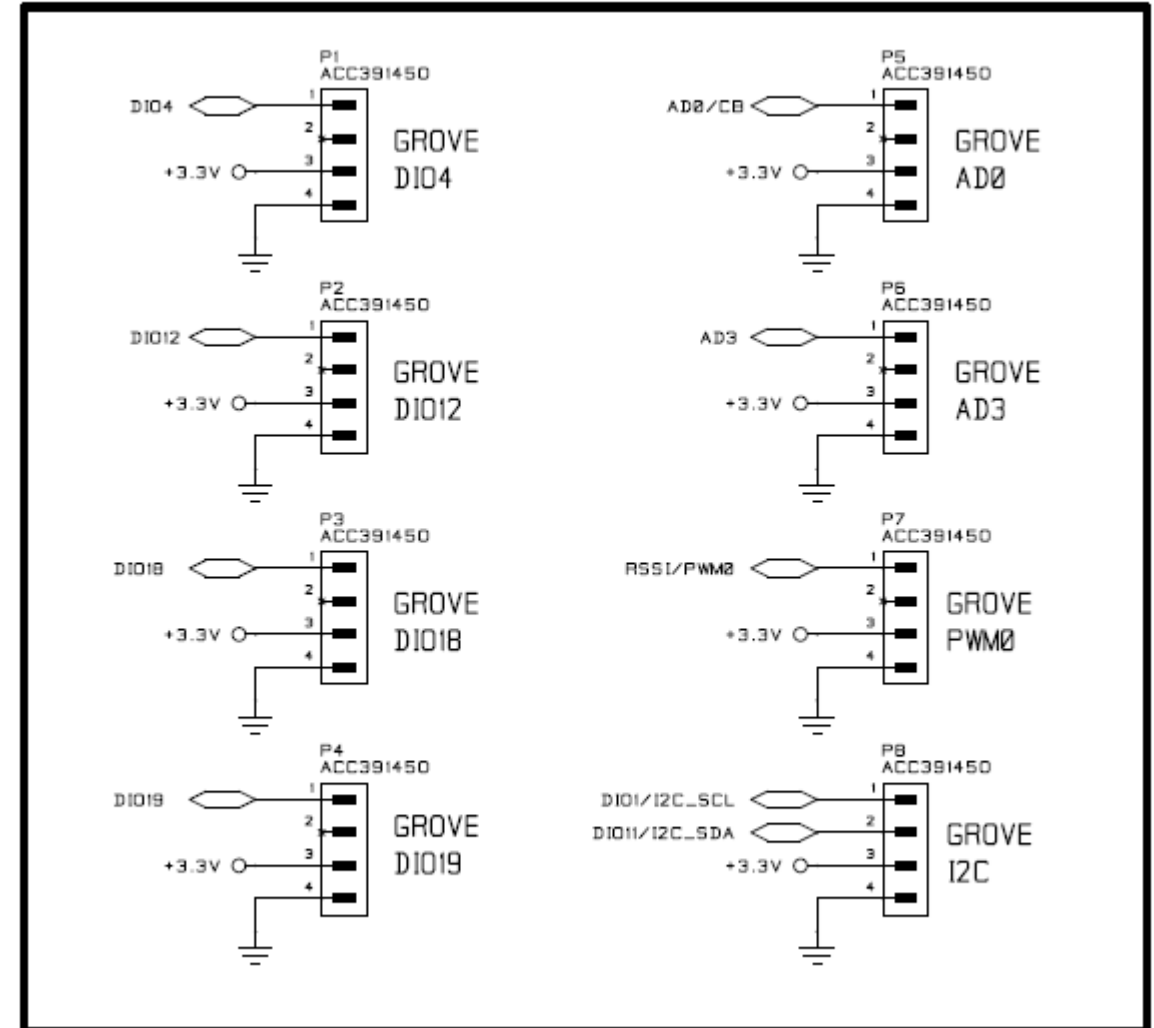 P1
ACC391450
DIO4
1
2
+3.3V
3
4
GROVE
DIO4
P2
ACC391450
DIO12
1
2
+3.3V
3
4
GROVE
DIO12
P3
ACC391450
DIO18
1
2
+3.3V
3
4
GROVE
DIO18
P4
ACC391450
DIO19
1
2
+3.3V
3
4
GROVE
DIO19
P5
ACC391450
AD0/CB
1
2
+3.3V
3
4
GROVE
AD0
P6
ACC391450
AD3
1
2
+3.3V
3
4
GROVE
AD3
P7
ACC391450
RSSI/PWM0
1
2
+3.3V
3
4
GROVE
PWM0
P8
ACC391450
DIO1/I2C_SCL
1
DIO11/I2C_SDA
2
+3.3V
3
4
GROVE
I2C